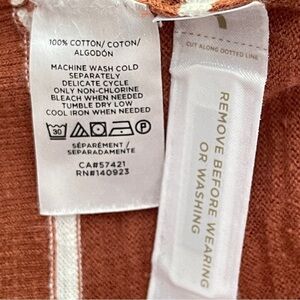 100% COTTON/ COTON/
ALGODÓN
MACHINE WASH COLD
SEPARATELY
DELICATE CYCLE
ONLY NON-CHLORINE
BLEACH WHEN NEEDED
TUMBLE DRY LOW
COOL IRON WHEN NEEDED
30
P
SÉPARÉMENT /
SEPARADAMENTE
CA#57421
RN#140923
CUT ALONG DOTTED LINE
REMOVE BEFORE WEARING
OR WASHING